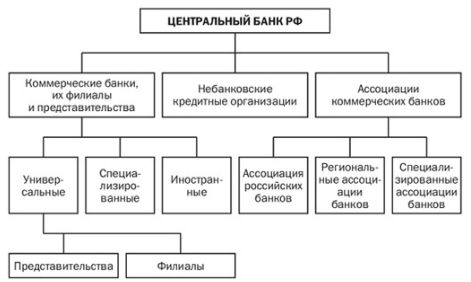 ЦЕНТРАЛЬНЫЙ БАНК РФ
Коммерческие банки,
их филиалы
и представительства
Небанковские
кредитные организации
Ассоциации
коммерческих банков
Универ-
сальные
Специа-
лизиро-
ванные
Иностран-
ные
Ассоциация
российских
банков
Региональ-
ные ассоци-
ации
банков
Специали-
зированные
ассоциации
банков
Представительства
Филиалы